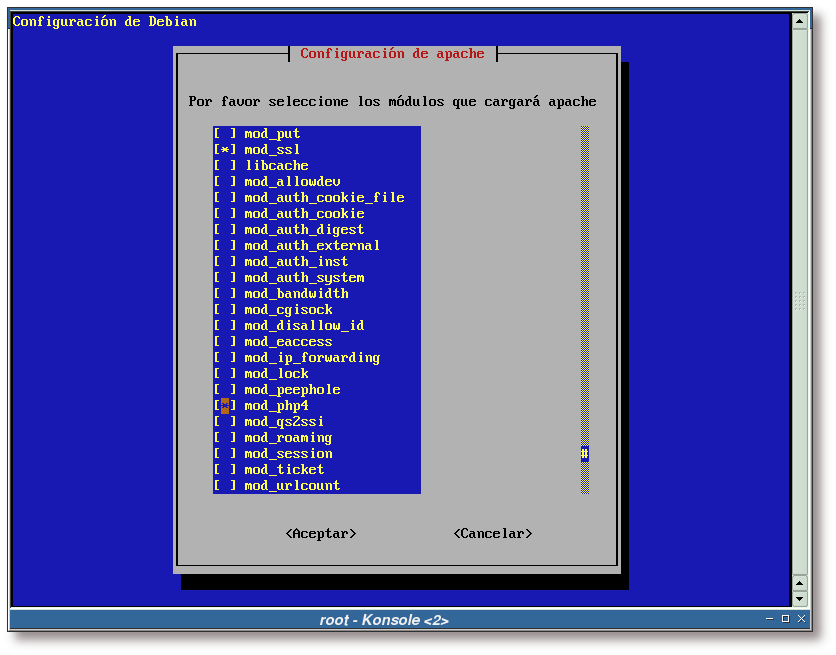 Configuración de Debian
Configuración de apache
Por favor seleccione los módulos que cargará apache
[ ] mod_put
[*] mod_ssl
[ ] libcache
[ ] mod_allowdev
[ ] mod_auth_cookie_file
[ ] mod_auth_cookie
[ ] mod_auth_digest
[ ] mod_auth_external
[ ] mod_auth_inst
[ ] mod_auth_system
[ ] mod_bandwidth
[ ] mod_cgisock
[ ] mod_disallow_id
[ ] mod_eaccess
[ ] mod_ip_forwarding
[ ] mod_lock
[ ] mod_peephole
[*] mod_php4
[ ] mod_qs2ssi
[ ] mod_roaming
[ ] mod_session #
[ ] mod_ticket
[ ] mod_urlcount
<Aceptar> <Cancelar>
root - Konsole <2>